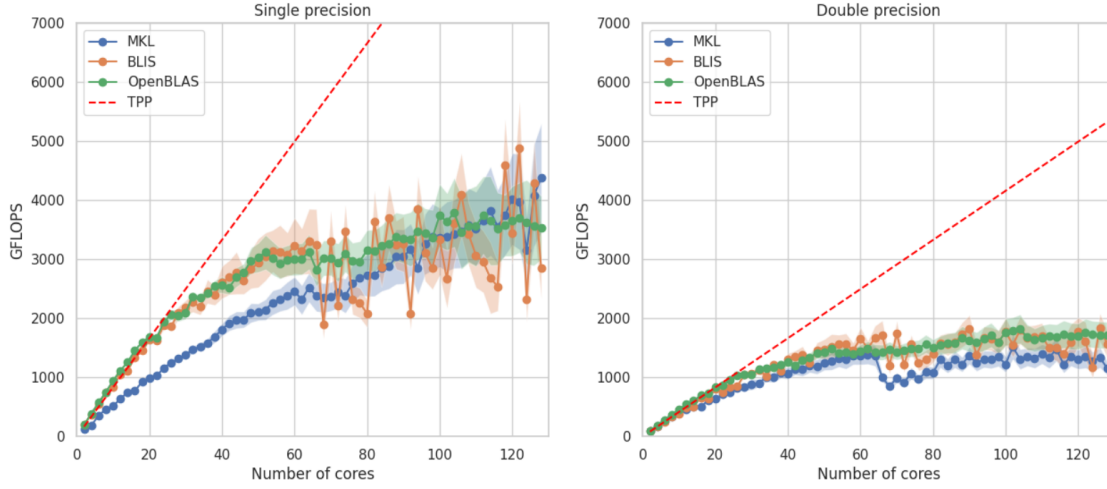 Single precision
7000
6000
5000
4000
3000
2000
1000
0
GFLOPS
MKL
BLIS
OpenBLAS
TPP
0 20 40 60 80 100 120
Number of cores
Double precision
7000
6000
5000
4000
3000
2000
1000
0
GFLOPS
MKL
BLIS
OpenBLAS
TPP
0 20 40 60 80 100 120
Number of cores